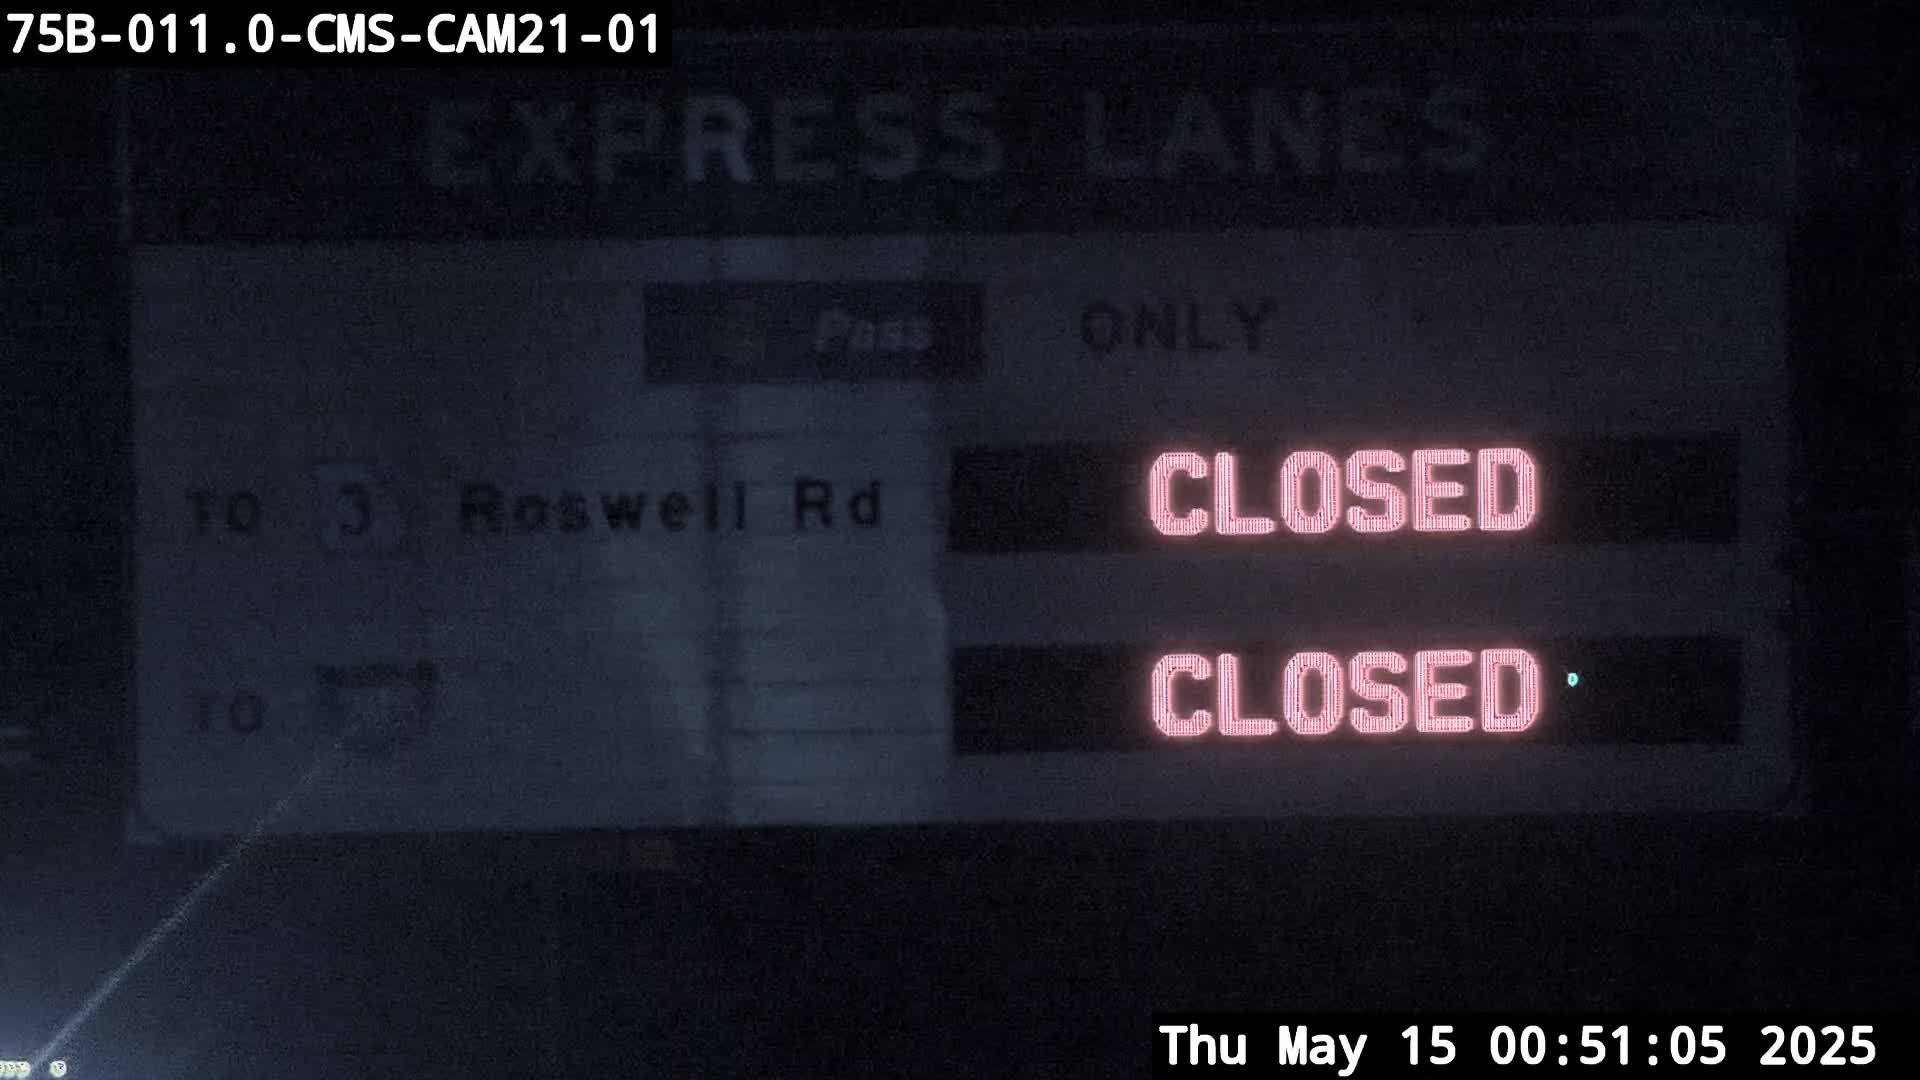 75B-011.0-CMS-CAM21-01
EXPRESS LANES
Pass ONLY
TO 3 Roswell Rd CLOSED
TO CLOSED
Thu May 15 00:51:05 2025